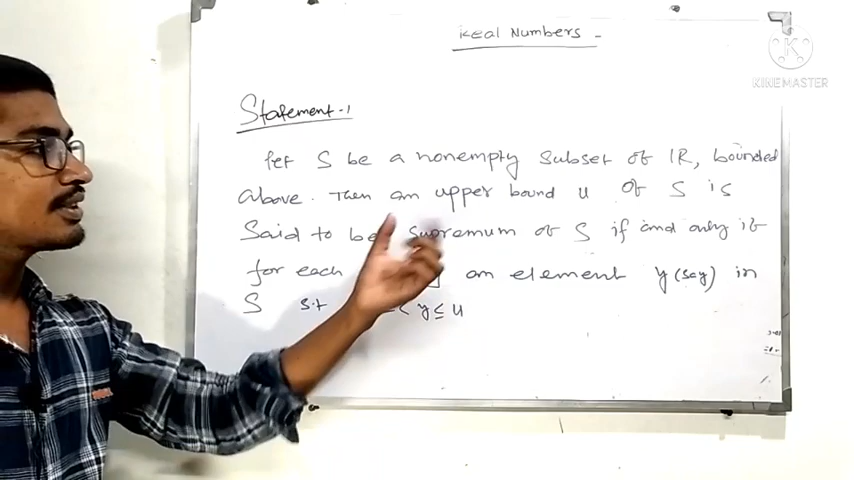 Real Numbers -
KINEMASTER
Statement-1
Let S be a nonempty subset of IR, bounded
above. Then an upper bound u of S is
Said to be supremum of S if and only if
for each an element y (say) in
S s.t < y ≤ u